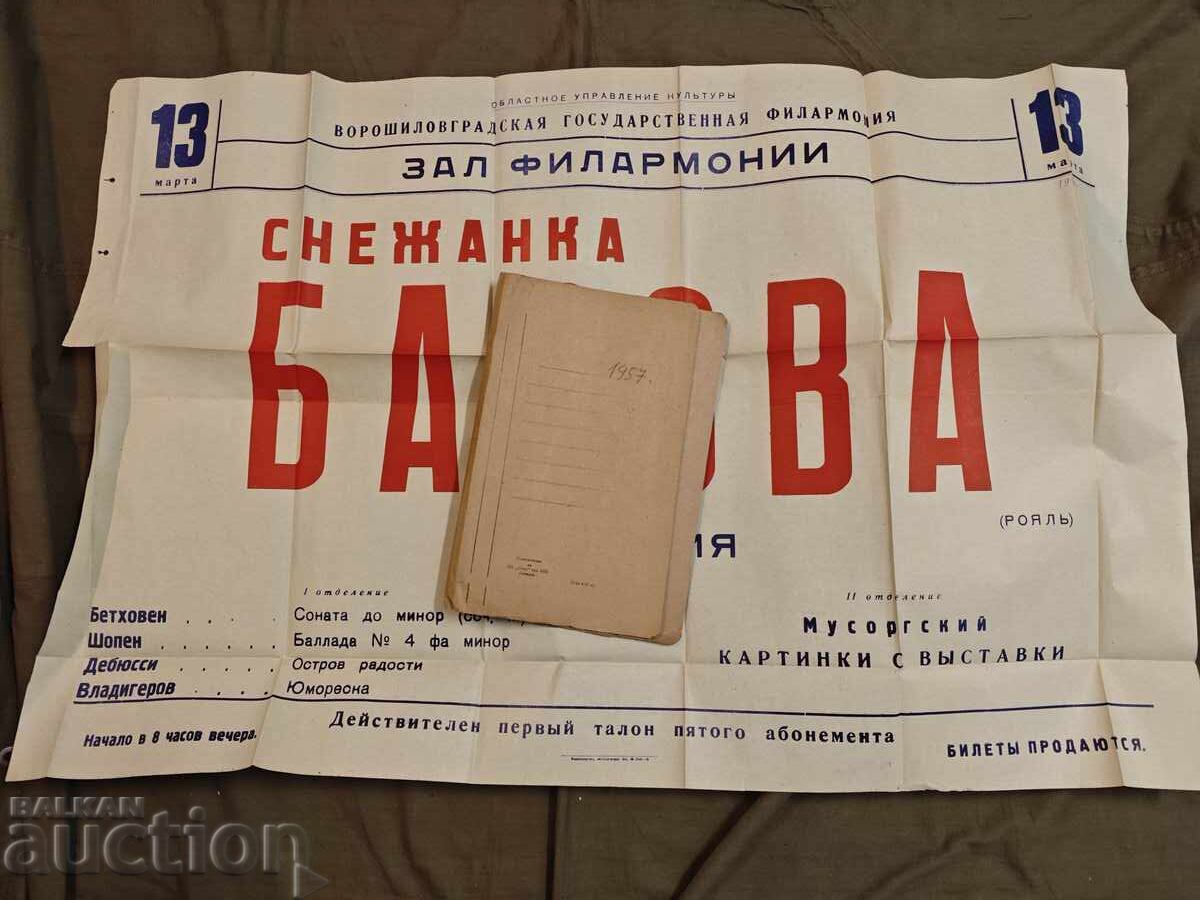 ОБЛАСТНОЕ УПРАВЛЕНИЕ КУЛЬТУРЫ
ВОРОШИЛОВГРАДСКАЯ ГОСУДАРСТВЕННАЯ ФИЛАРМОНИЯ
ЗАЛ ФИЛАРМОНИИ
13
марта
13
марта
СНЕЖАНКА
БА ОВА
1957.
(РОЯЛЬ)
ИЯ
I отделение
Бетховен . . . . Соната до минор
Шопен . . . . . . Баллада № 4 фа минор
Дебюсси . . . . . Остров радости
Владигеров . . . . Юмореска
II отделение
Мусоргский
КАРТИНКИ С ВЫСТАВКИ
Действителен первый талон пятого абонемента
Начало в 8 часов вечера.
БИЛЕТЫ ПРОДАЮТСЯ.
BALKAN
auction